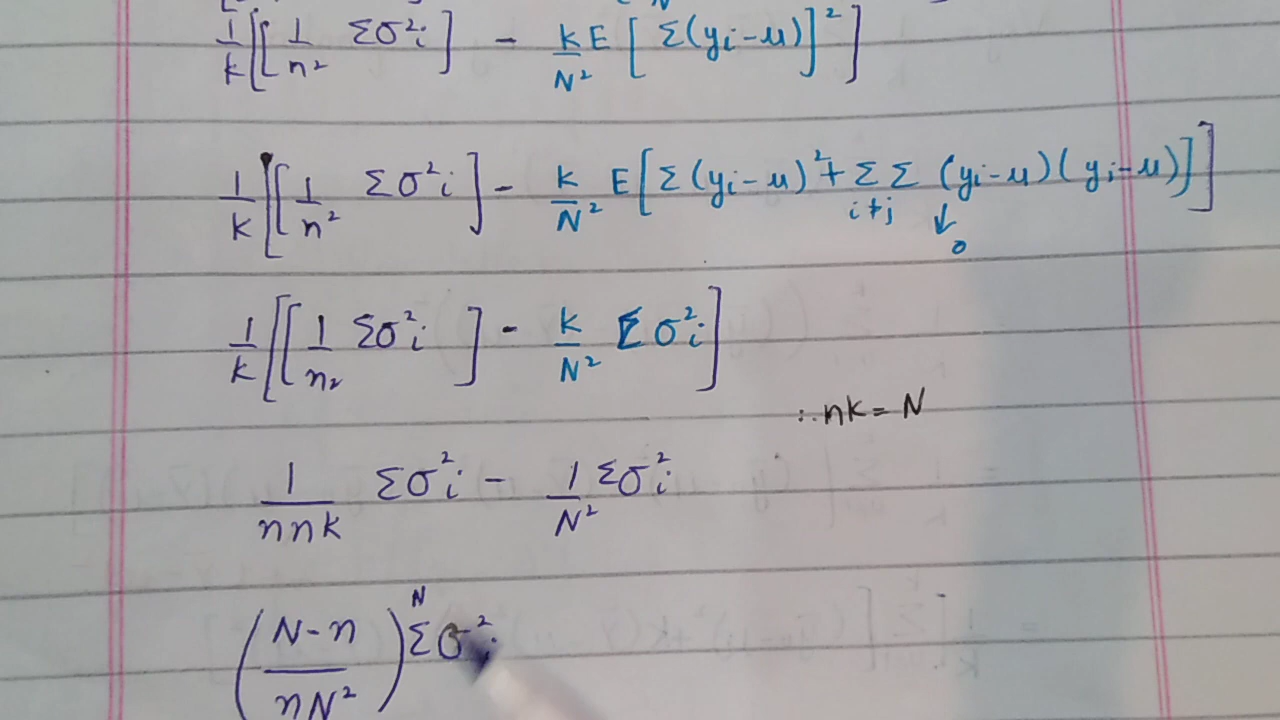 1/k [[1/n² Σσ²i] - k/N² E [Σ(yi-u)]²]
1/k [[1/n² Σσ²i] - k/N² E[Σ(yi-u)²+ΣΣ (yi-u)(yi-u)]]
i≠j ↓
0
1/k [[1/n2 Σσ²i] - k/N² Σσ²i]
∴nk=N
1/nnk Σσ²i - 1/N² Σσ²i
N
(N-n/nN²) Σσ²i